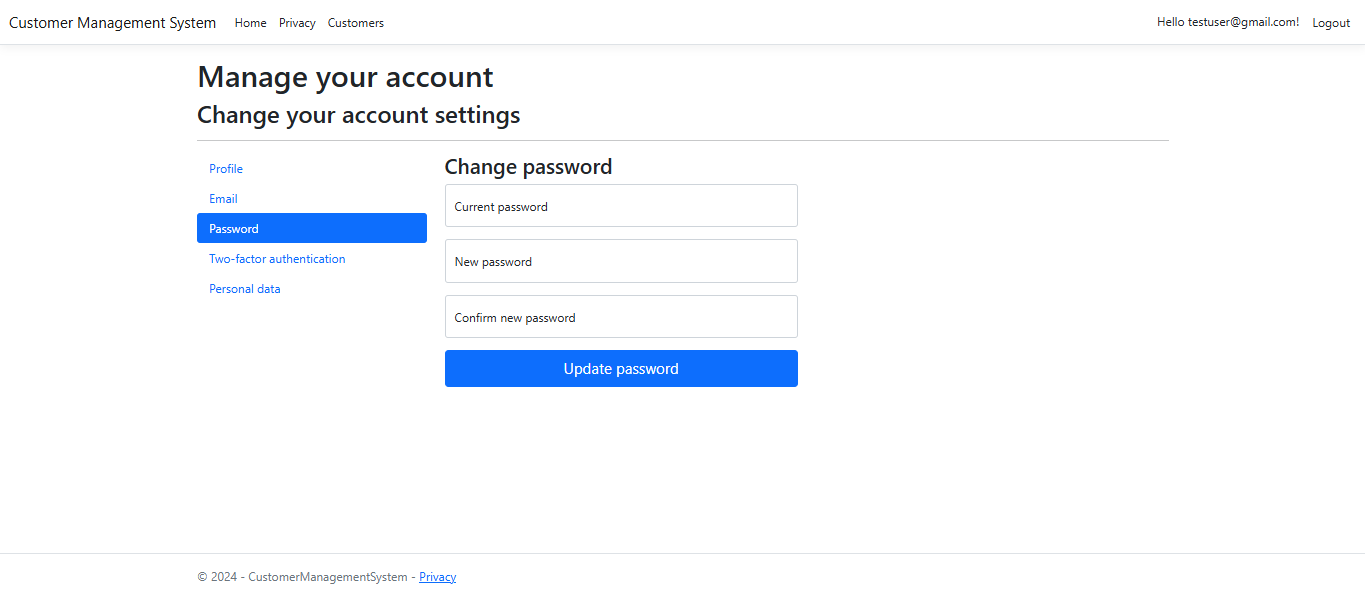 Customer Management System Home Privacy Customers Hello testuser@gmail.com! Logout
Manage your account
Change your account settings
Profile
Email
Password
Two-factor authentication
Personal data
Change password
Current password
New password
Confirm new password
Update password
© 2024 - CustomerManagementSystem - Privacy